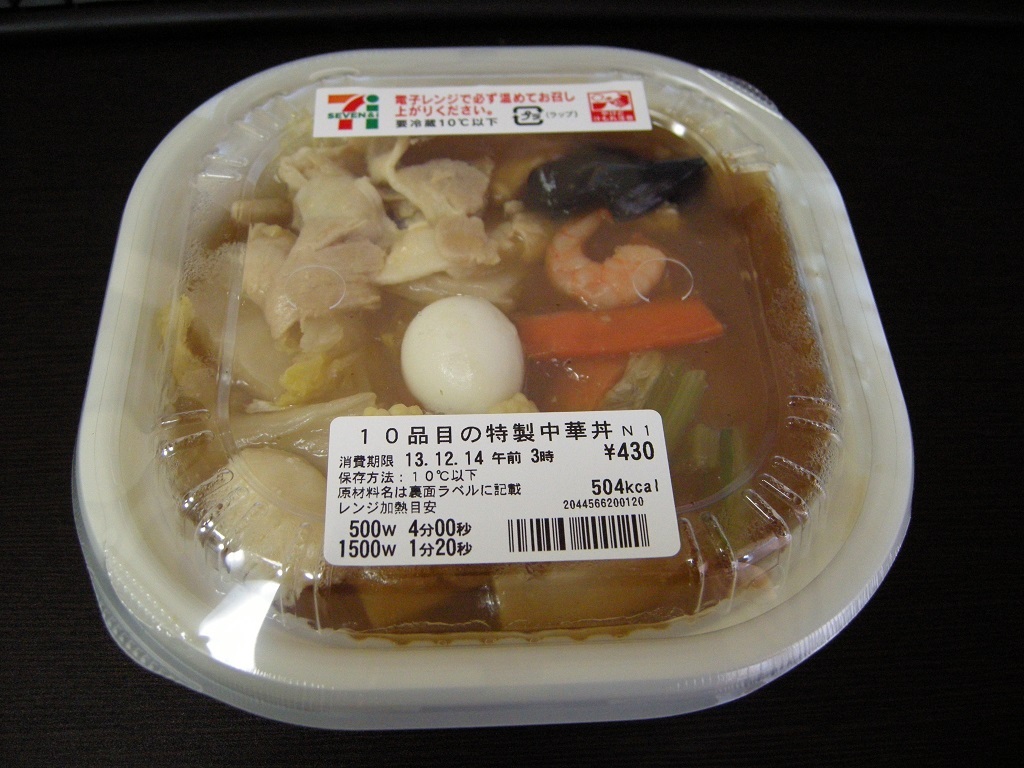 7i
SEVEN&i
電子レンジで必ず温めてお召し
上がりください。
要冷蔵10℃以下
プラ
(ラップ)
10品目の特製中華丼 N1
消費期限 13.12.14 午前 3時 ¥430
保存方法:10℃以下
原材料名は裏面ラベルに記載 504kcal
レンジ加熱目安 2044566200120
500W 4分00秒
1500W 1分20秒